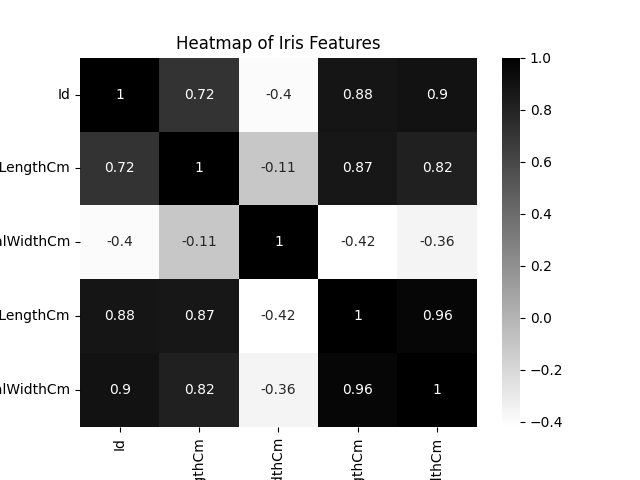 Heatmap of Iris Features
Id 1 0.72 -0.4 0.88 0.9
LengthCm 0.72 1 -0.11 0.87 0.82
alWidthCm -0.4 -0.11 1 -0.42 -0.36
LengthCm 0.88 0.87 -0.42 1 0.96
alWidthCm 0.9 0.82 -0.36 0.96 1
Id gthCm dthCm gthCm dthCm
1.0
0.8
0.6
0.4
0.2
0.0
−0.2
−0.4